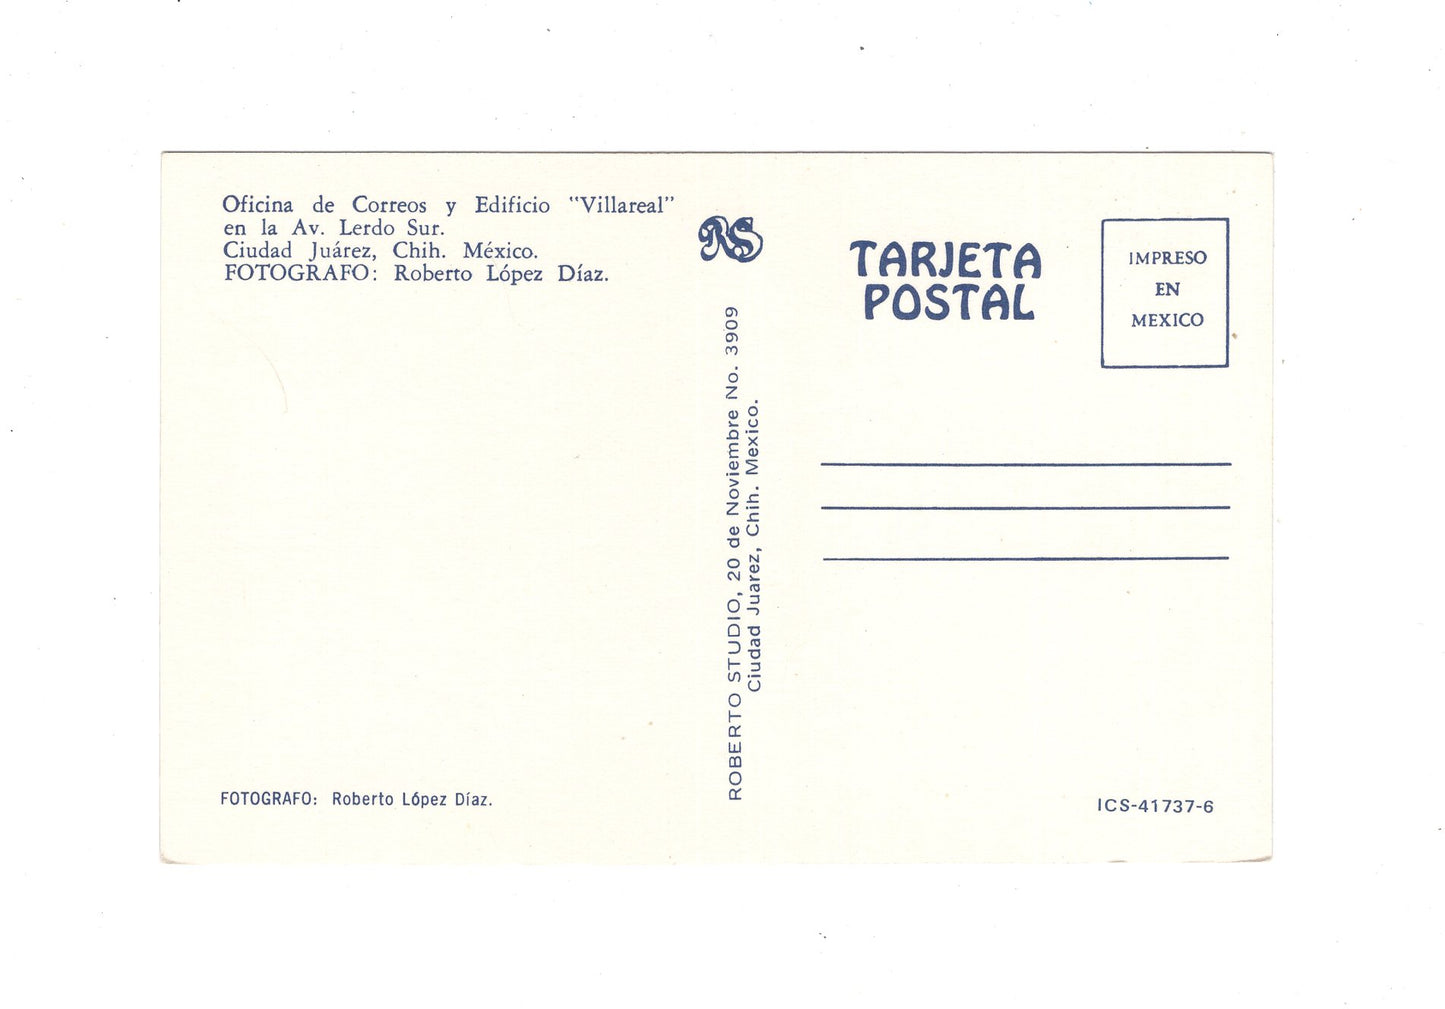 Oficina de Correos y Edificio "Villareal"
en la Av. Lerdo Sur.
Ciudad Juárez, Chih. México.
FOTOGRAFO: Roberto López Díaz.
FOTOGRAFO: Roberto López Díaz.
RS
ROBERTO STUDIO, 20 de Noviembre No. 3909
Ciudad Juarez, Chih. Mexico.
TARJETA
POSTAL
IMPRESO
EN
MEXICO
ICS-41737-6